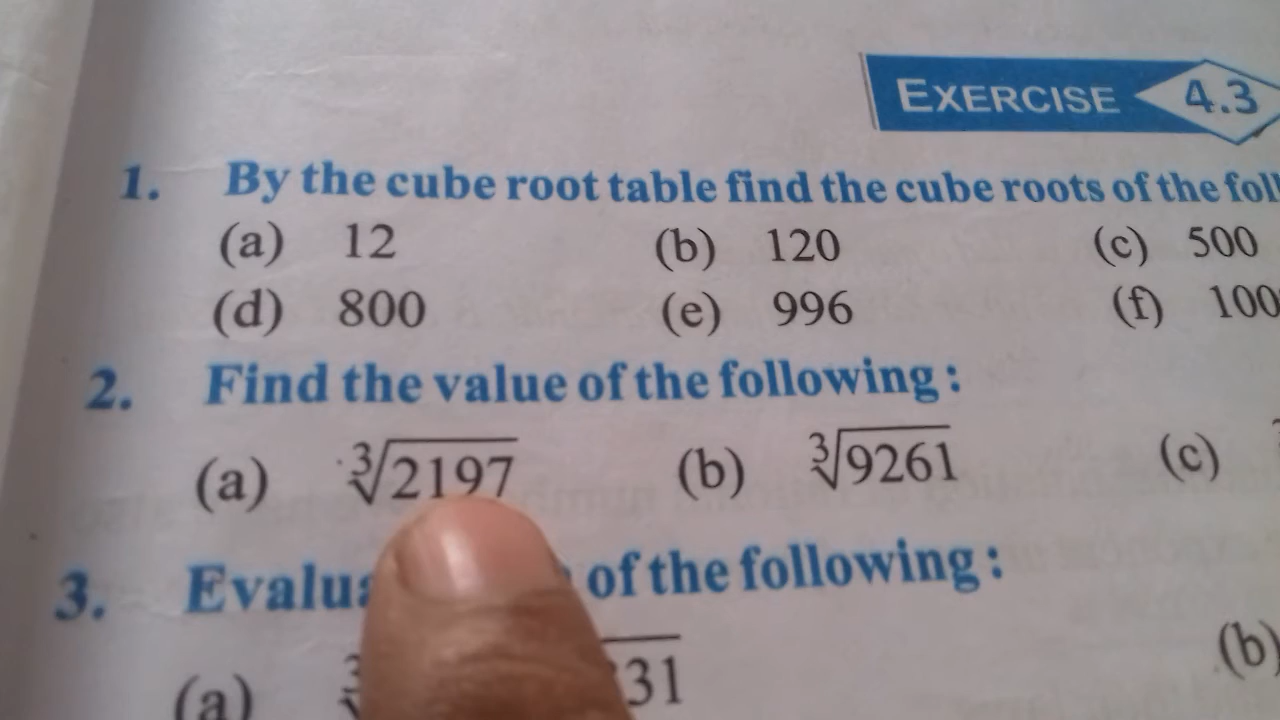 EXERCISE 4.3
1. By the cube root table find the cube roots of the
(a) 12 (b) 120 (c) 500
(d) 800 (e) 996 (f)
2. Find the value of the following :
(a) ∛2197 (b) ∛9261 (c)
3. of the following :
(a) (b)